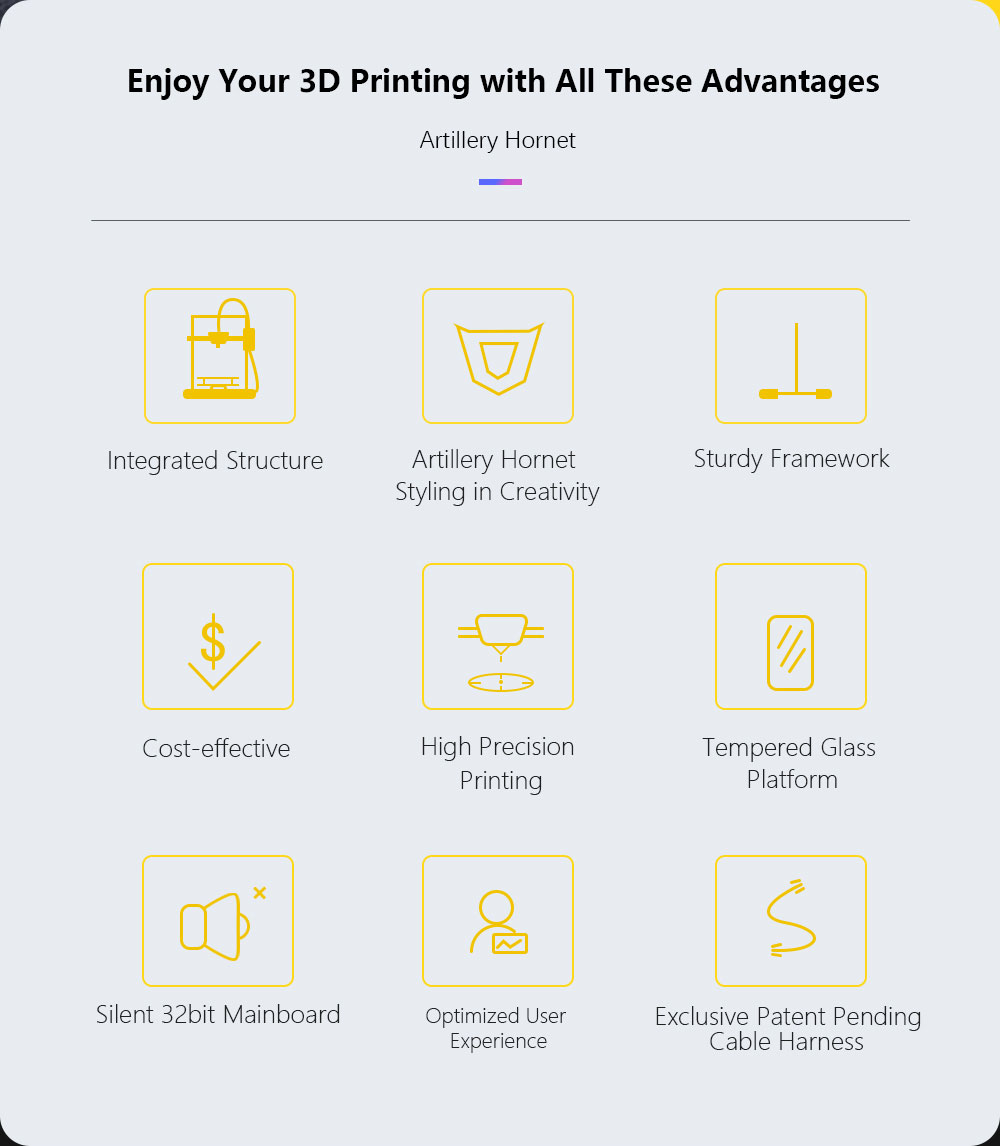 Enjoy Your 3D Printing with All These Advantages
Artillery Hornet
Integrated Structure
Artillery Hornet
Styling in Creativity
Sturdy Framework
$
Cost-effective
High Precision
Printing
Tempered Glass
Platform
Silent 32bit Mainboard
Optimized User
Experience
Exclusive Patent Pending
Cable Harness